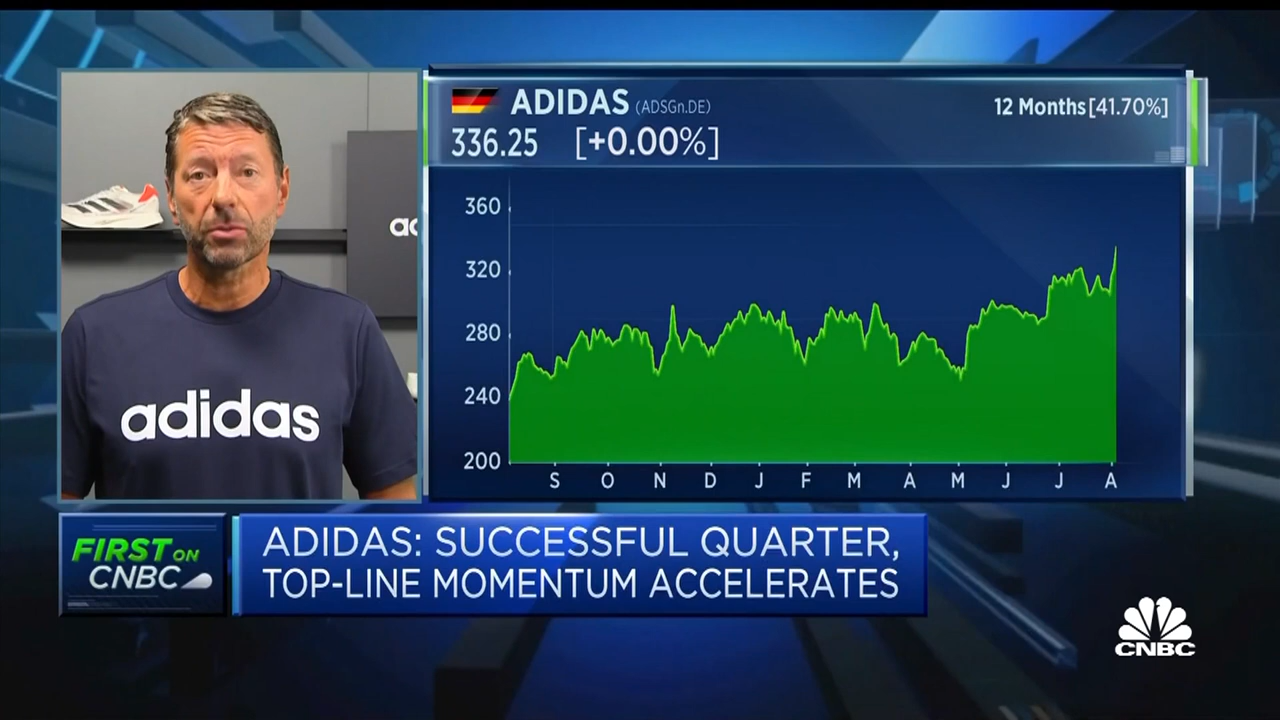 ADIDAS (ADSGn.DE)
12 Months[41.70%]
336.25 [+0.00%]
360
320
280
240
200
S O N D J F M A M J J A
ad
adidas
FIRST ON
CNBC
ADIDAS: SUCCESSFUL QUARTER,
TOP-LINE MOMENTUM ACCELERATES
CNBC